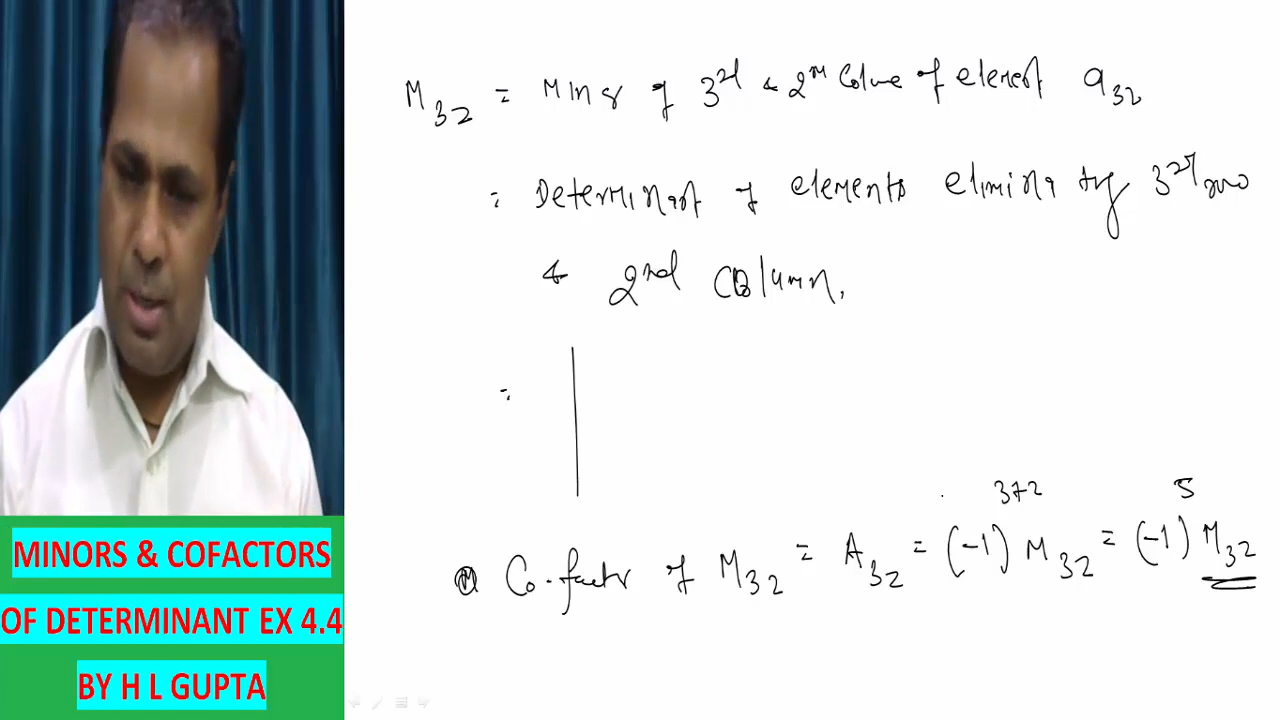 M32 = Minor of 3rd & 2nd Column of element a32
= Determinant of elements eliminating 3rd row
& 2nd column.
=
Co-factor of M32 = A32 = (-1)^3+2 M32 = (-1)^5 M32
MINORS & COFACTORS
OF DETERMINANT EX 4.4
BY H L GUPTA